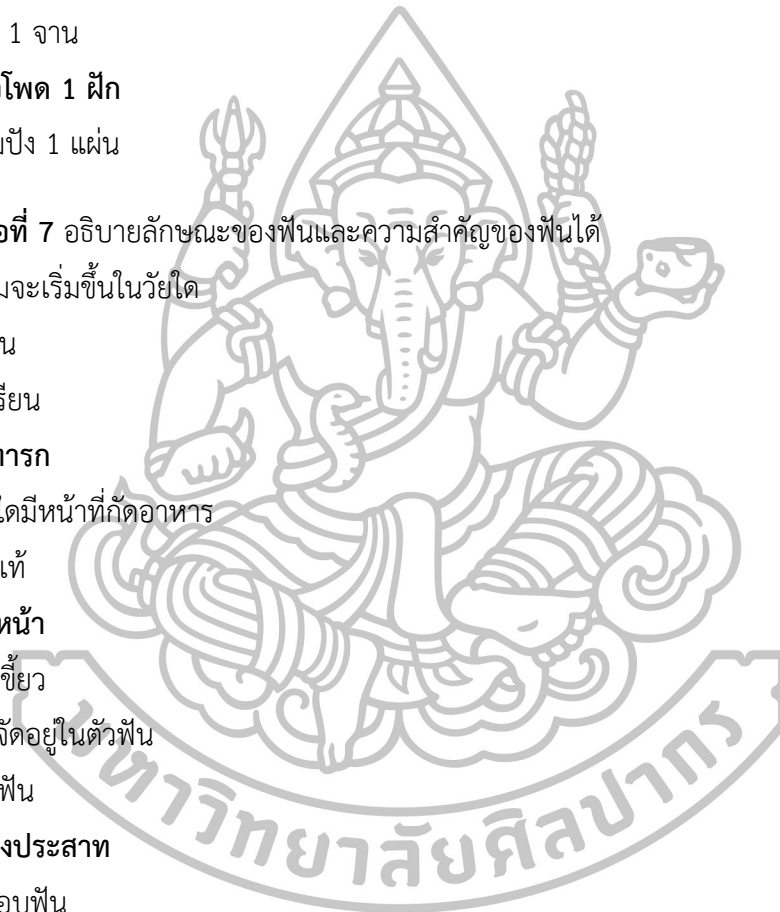 1 จาน
โพด 1 ฝัก
ปัง 1 แผ่น
ที่ 7 อธิบายลักษณะของฟันและความสำคัญของฟันได้
จะเริ่มขึ้นในวัยใด
น
รียน
ทารก
ใดมีหน้าที่กัดอาหาร
แท้
หน้า
เขี้ยว
จัดอยู่ในตัวฟัน
ฟัน
งประสาท
อบฟัน
มหาวิทยาลัยศิลปากร